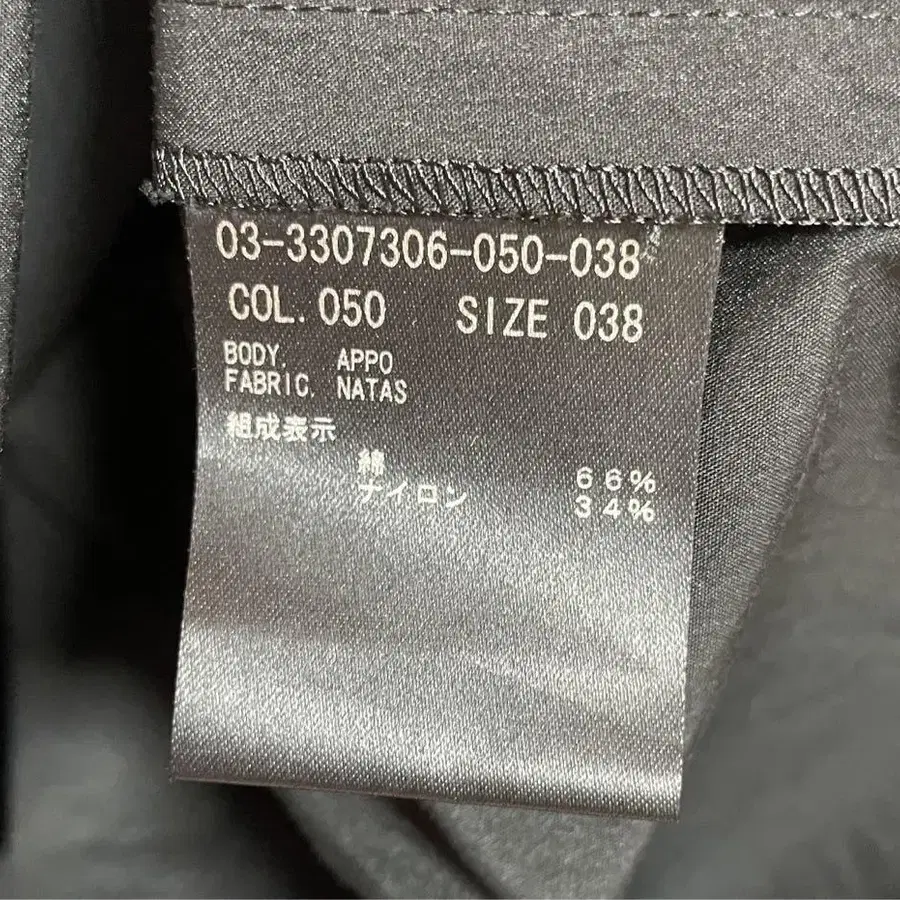 03-3307306-050-038
COL. 050 SIZE 038
BODY. APPO
FABRIC. NATAS
組成表示
綿 66%
ナイロン 34%